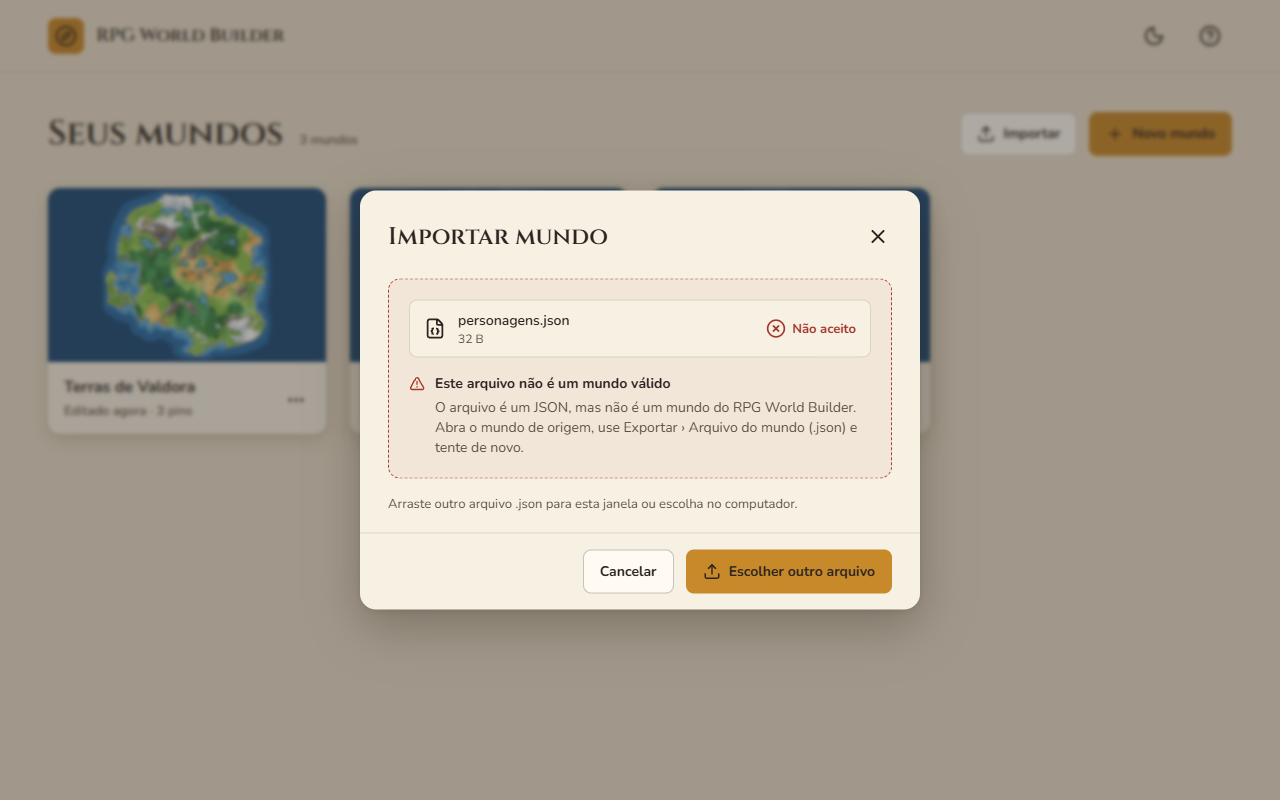 RPG World Builder
Seus mundos
3 mundos
Importar
Novo mundo
Terras de Valdora
Editado agora · 3 pins
Importar mundo
personagens.json
32 B
Não aceito
Este arquivo não é um mundo válido
O arquivo é um JSON, mas não é um mundo do RPG World Builder.
Abra o mundo de origem, use Exportar › Arquivo do mundo (.json) e
tente de novo.
Arraste outro arquivo .json para esta janela ou escolha no computador.
Cancelar
Escolher outro arquivo